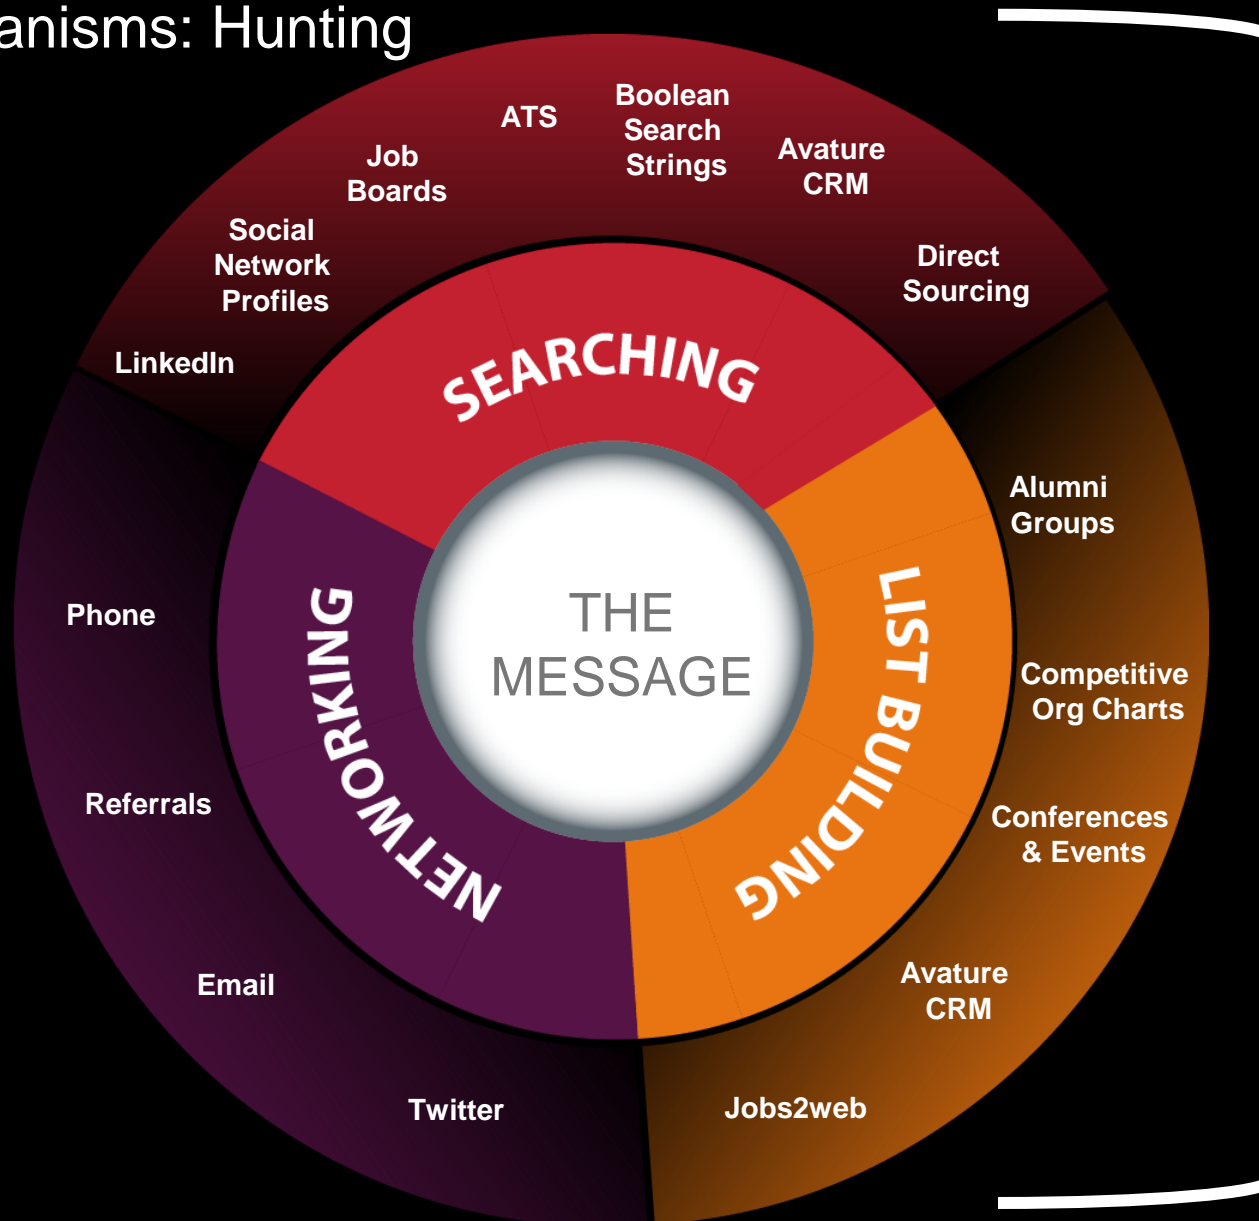 anisms: Hunting
ATS
Boolean
Search
Strings
Avature
CRM
Job
Boards
Social
Network
Profiles
Direct
Sourcing
LinkedIn
SEARCHING
Alumni
Groups
Phone
NETWORKING
THE
MESSAGE
LIST BUILDING
Competitive
Org Charts
Referrals
Conferences
& Events
Email
Avature
CRM
Twitter
Jobs2web